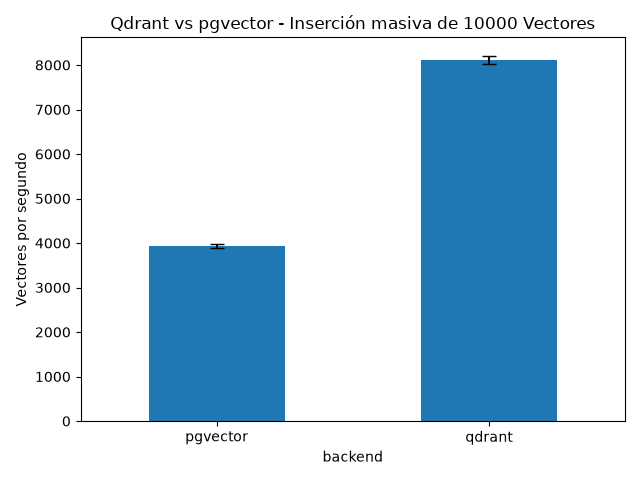 Qdrant vs pgvector - Inserción masiva de 10000 Vectores
Vectores por segundo
8000
7000
6000
5000
4000
3000
2000
1000
0
pgvector
qdrant
backend